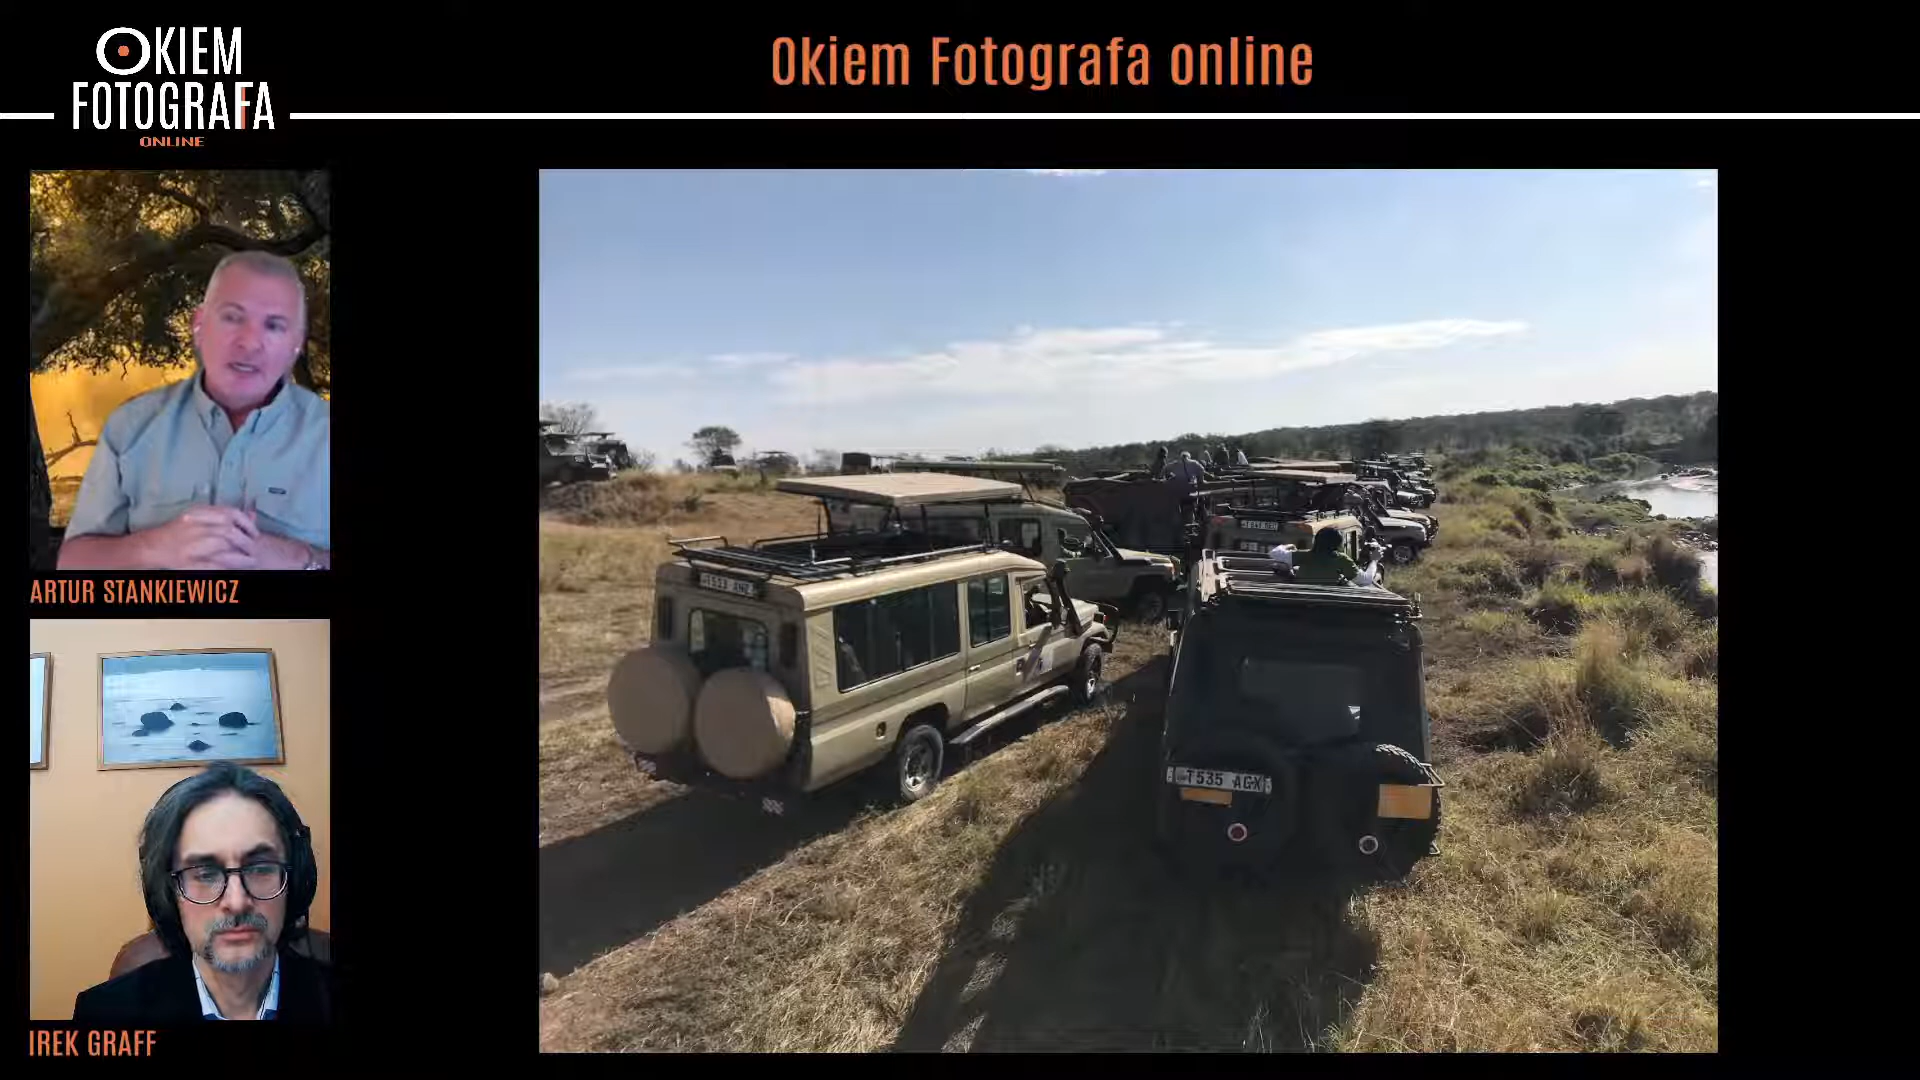 OKIEM
FOTOGRAFA
ONLINE
Okiem Fotografa online
ARTUR STANKIEWICZ
IREK GRAFF
T535 AGX